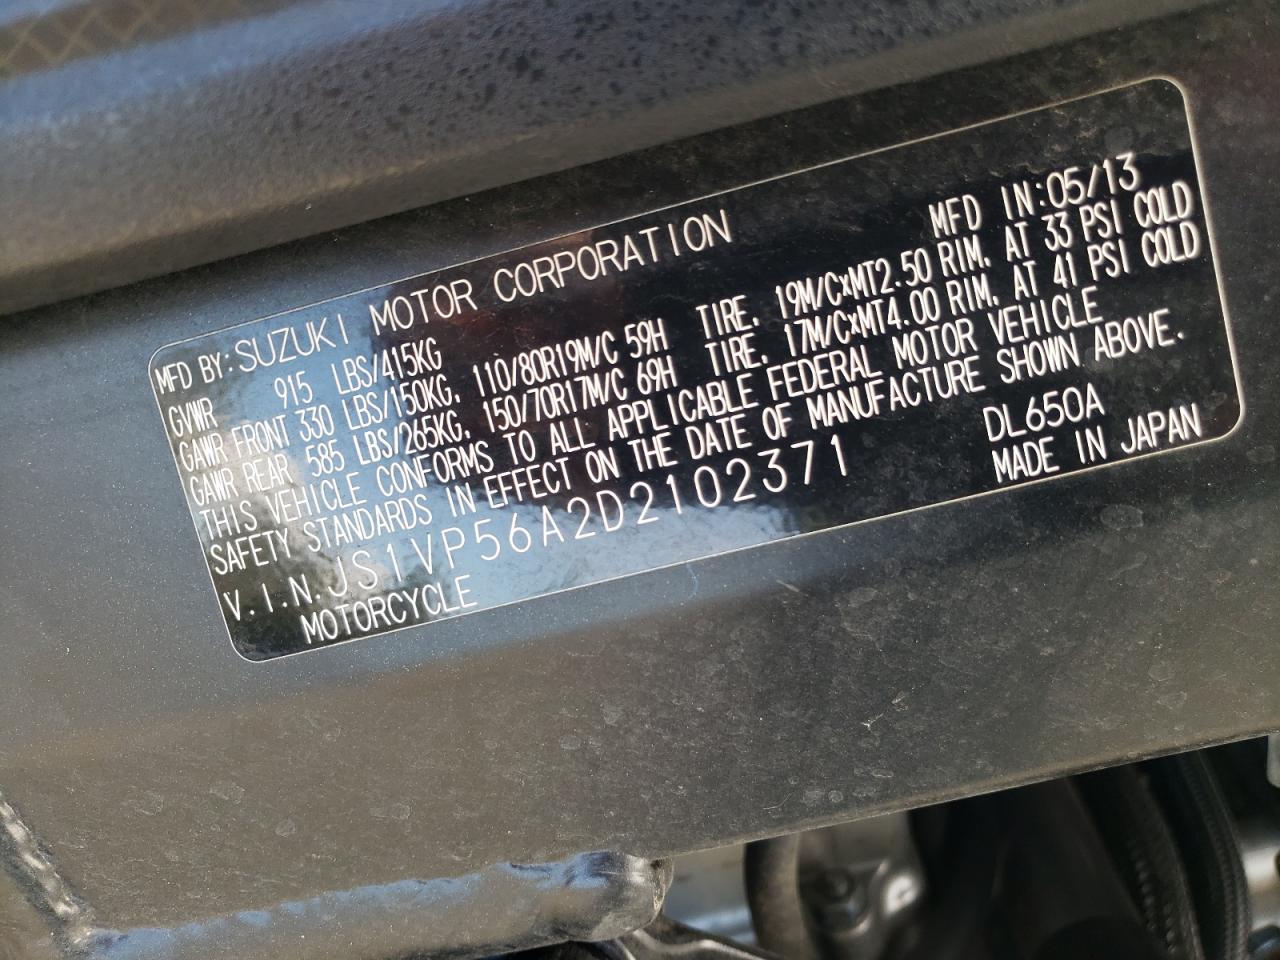 MFD BY: SUZUKI MOTOR CORPORATION MFD IN: 05/13
GVWR 915 LBS/415KG
GAWR FRONT 330 LBS/150KG, 110/80R19M/C 59H TIRE, 19M/C×MT2.50 RIM, AT 33 PSI COLD
GAWR REAR 585 LBS/265KG, 150/70R17M/C 69H TIRE, 17M/C×MT4.00 RIM, AT 41 PSI COLD
THIS VEHICLE CONFORMS TO ALL APPLICABLE FEDERAL MOTOR VEHICLE
SAFETY STANDARDS IN EFFECT ON THE DATE OF MANUFACTURE SHOWN ABOVE.
V.I.N. JS1VP56A2D2102371 DL650A
MOTORCYCLE MADE IN JAPAN